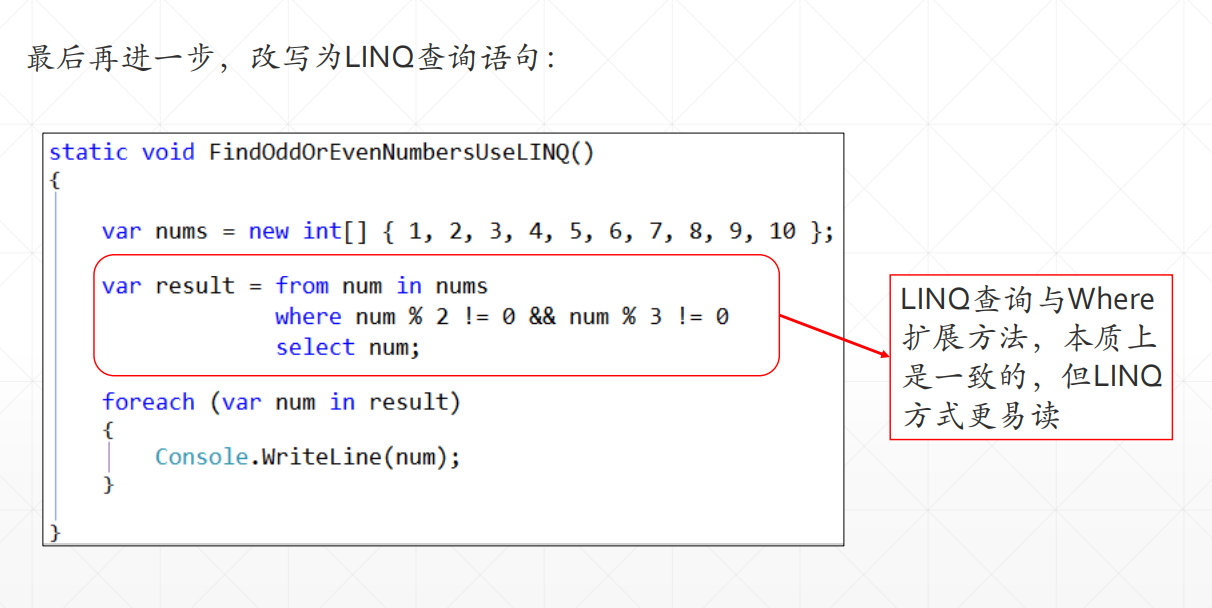 最后再进一步，改写为LINQ查询语句：
static void FindOddOrEvenNumbersUseLINQ()
{
var nums = new int[] { 1, 2, 3, 4, 5, 6, 7, 8, 9, 10 };
var result = from num in nums
where num % 2 != 0 && num % 3 != 0
select num;
foreach (var num in result)
{
Console.WriteLine(num);
}
}
LINQ查询与Where
扩展方法，本质上
是一致的，但LINQ
方式更易读